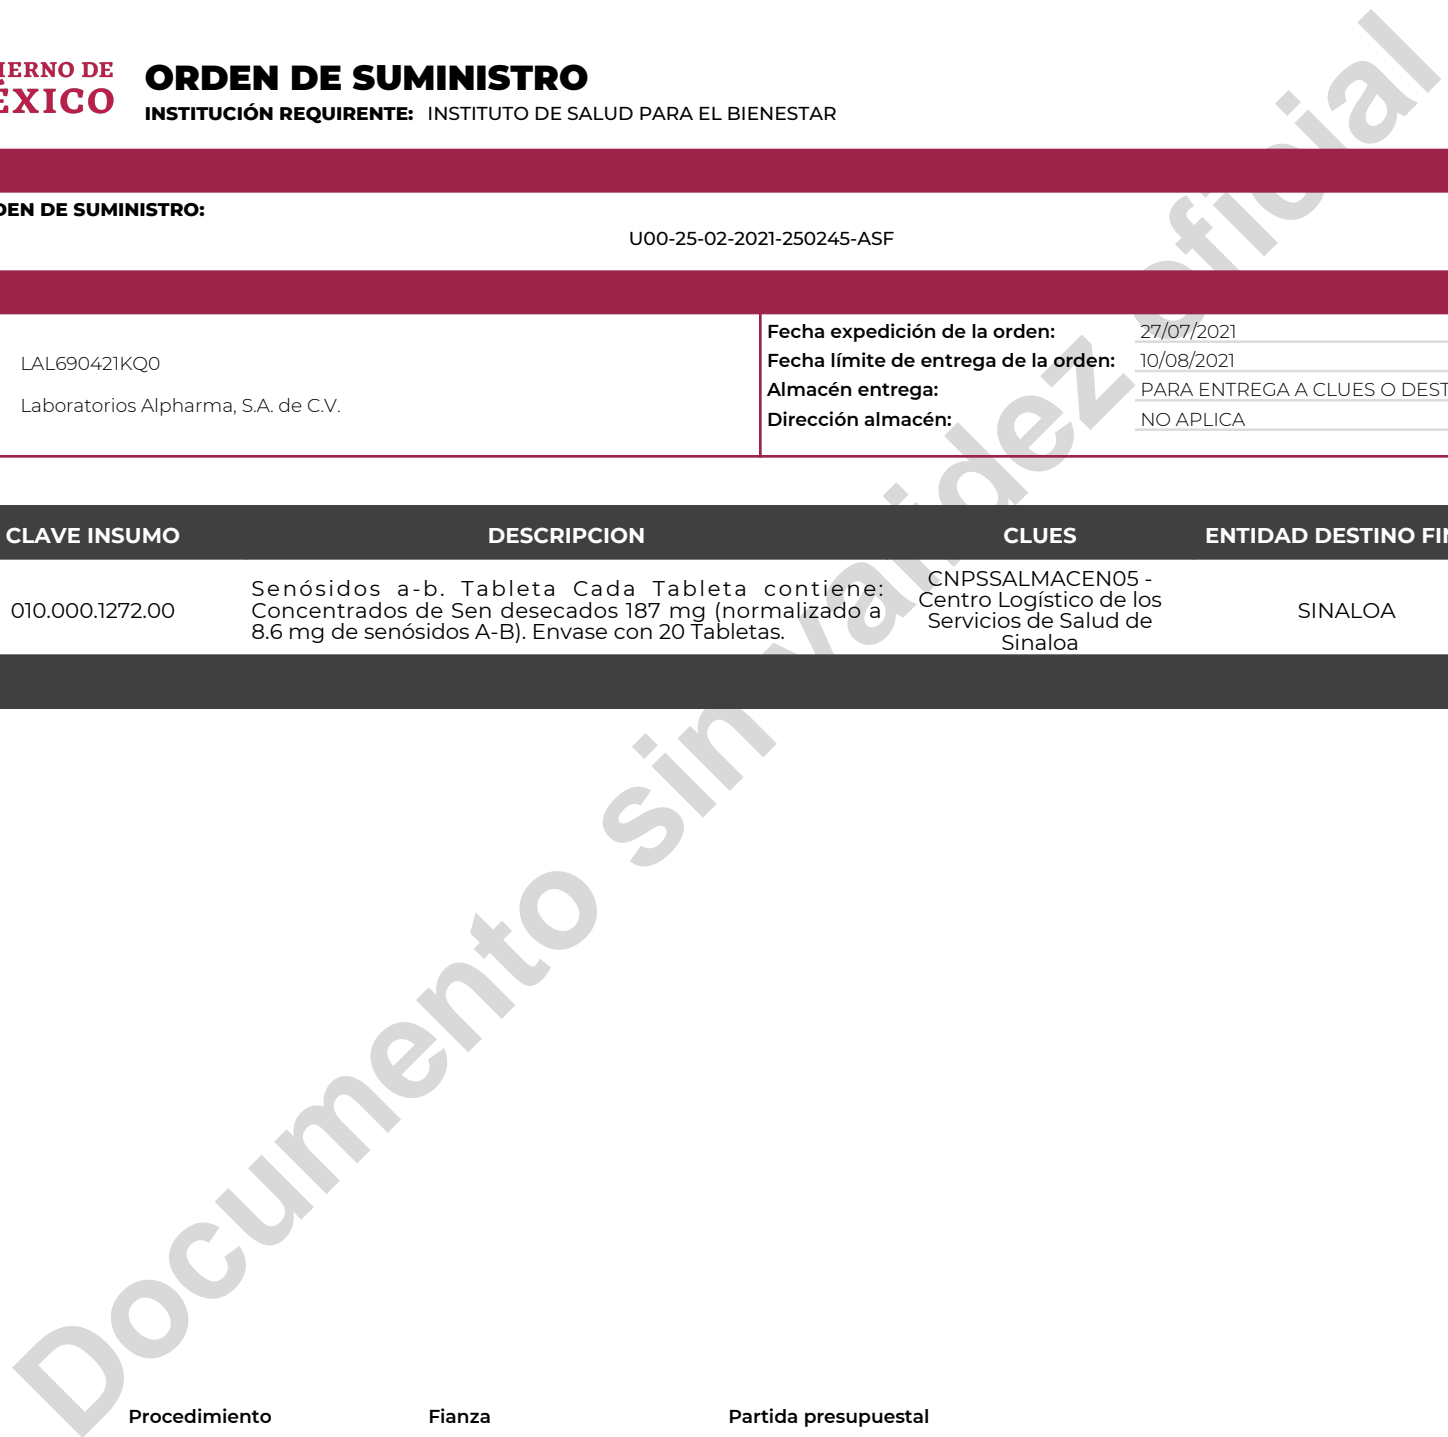 IERNO DE
ÉXICO
ORDEN DE SUMINISTRO
INSTITUCIÓN REQUIRENTE: INSTITUTO DE SALUD PARA EL BIENESTAR
DEN DE SUMINISTRO:
U00-25-02-2021-250245-ASF
LAL690421KQ0
Laboratorios Alpharma, S.A. de C.V.
Fecha expedición de la orden: 27/07/2021
Fecha límite de entrega de la orden: 10/08/2021
Almacén entrega: PARA ENTREGA A CLUES O DEST
Dirección almacén: NO APLICA
CLAVE INSUMO DESCRIPCION CLUES ENTIDAD DESTINO FIN
010.000.1272.00
Senósidos a-b. Tableta Cada Tableta contiene:
Concentrados de Sen desecados 187 mg (normalizado a
8.6 mg de senósidos A-B). Envase con 20 Tabletas.
CNPSSALMACEN05 -
Centro Logístico de los
Servicios de Salud de
Sinaloa
SINALOA
Documento sin validez oficial
Procedimiento Fianza Partida presupuestal